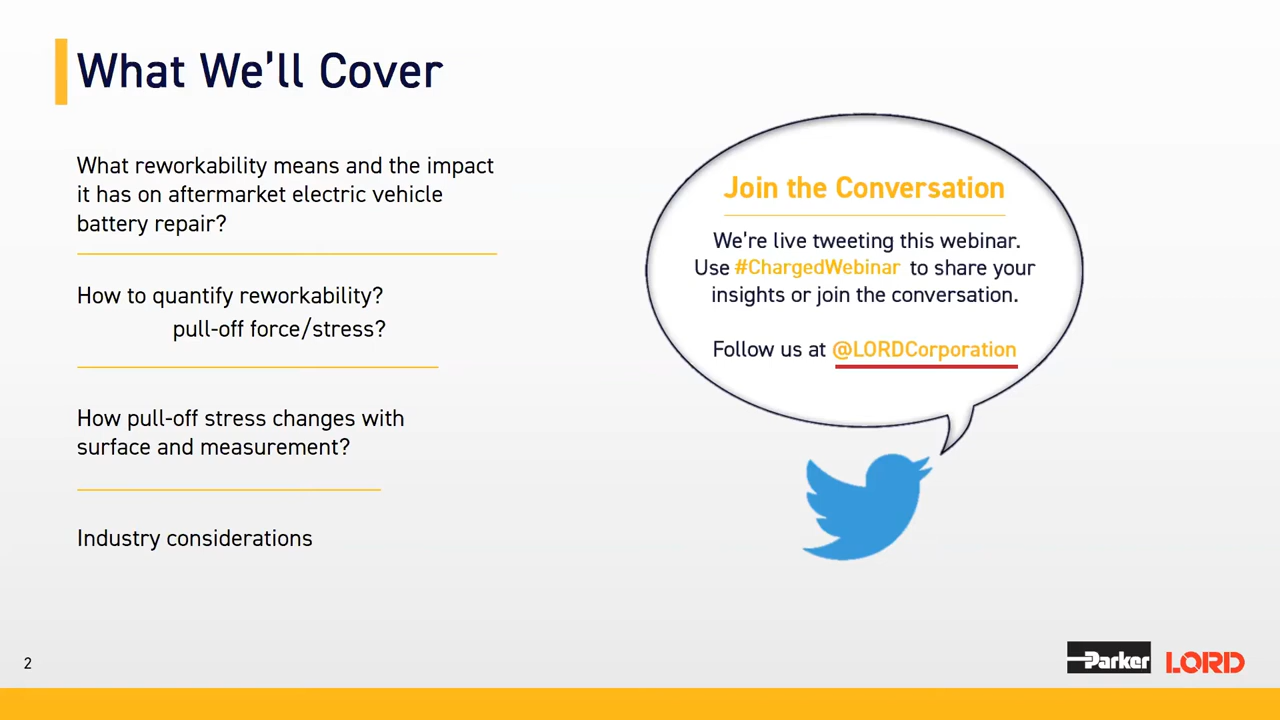 What We'll Cover
What reworkability means and the impact
it has on aftermarket electric vehicle
battery repair?
How to quantify reworkability?
pull-off force/stress?
How pull-off stress changes with
surface and measurement?
Industry considerations
Join the Conversation
We're live tweeting this webinar.
Use #ChargedWebinar to share your
insights or join the conversation.
Follow us at @LORDCorporation
2
Parker LORD